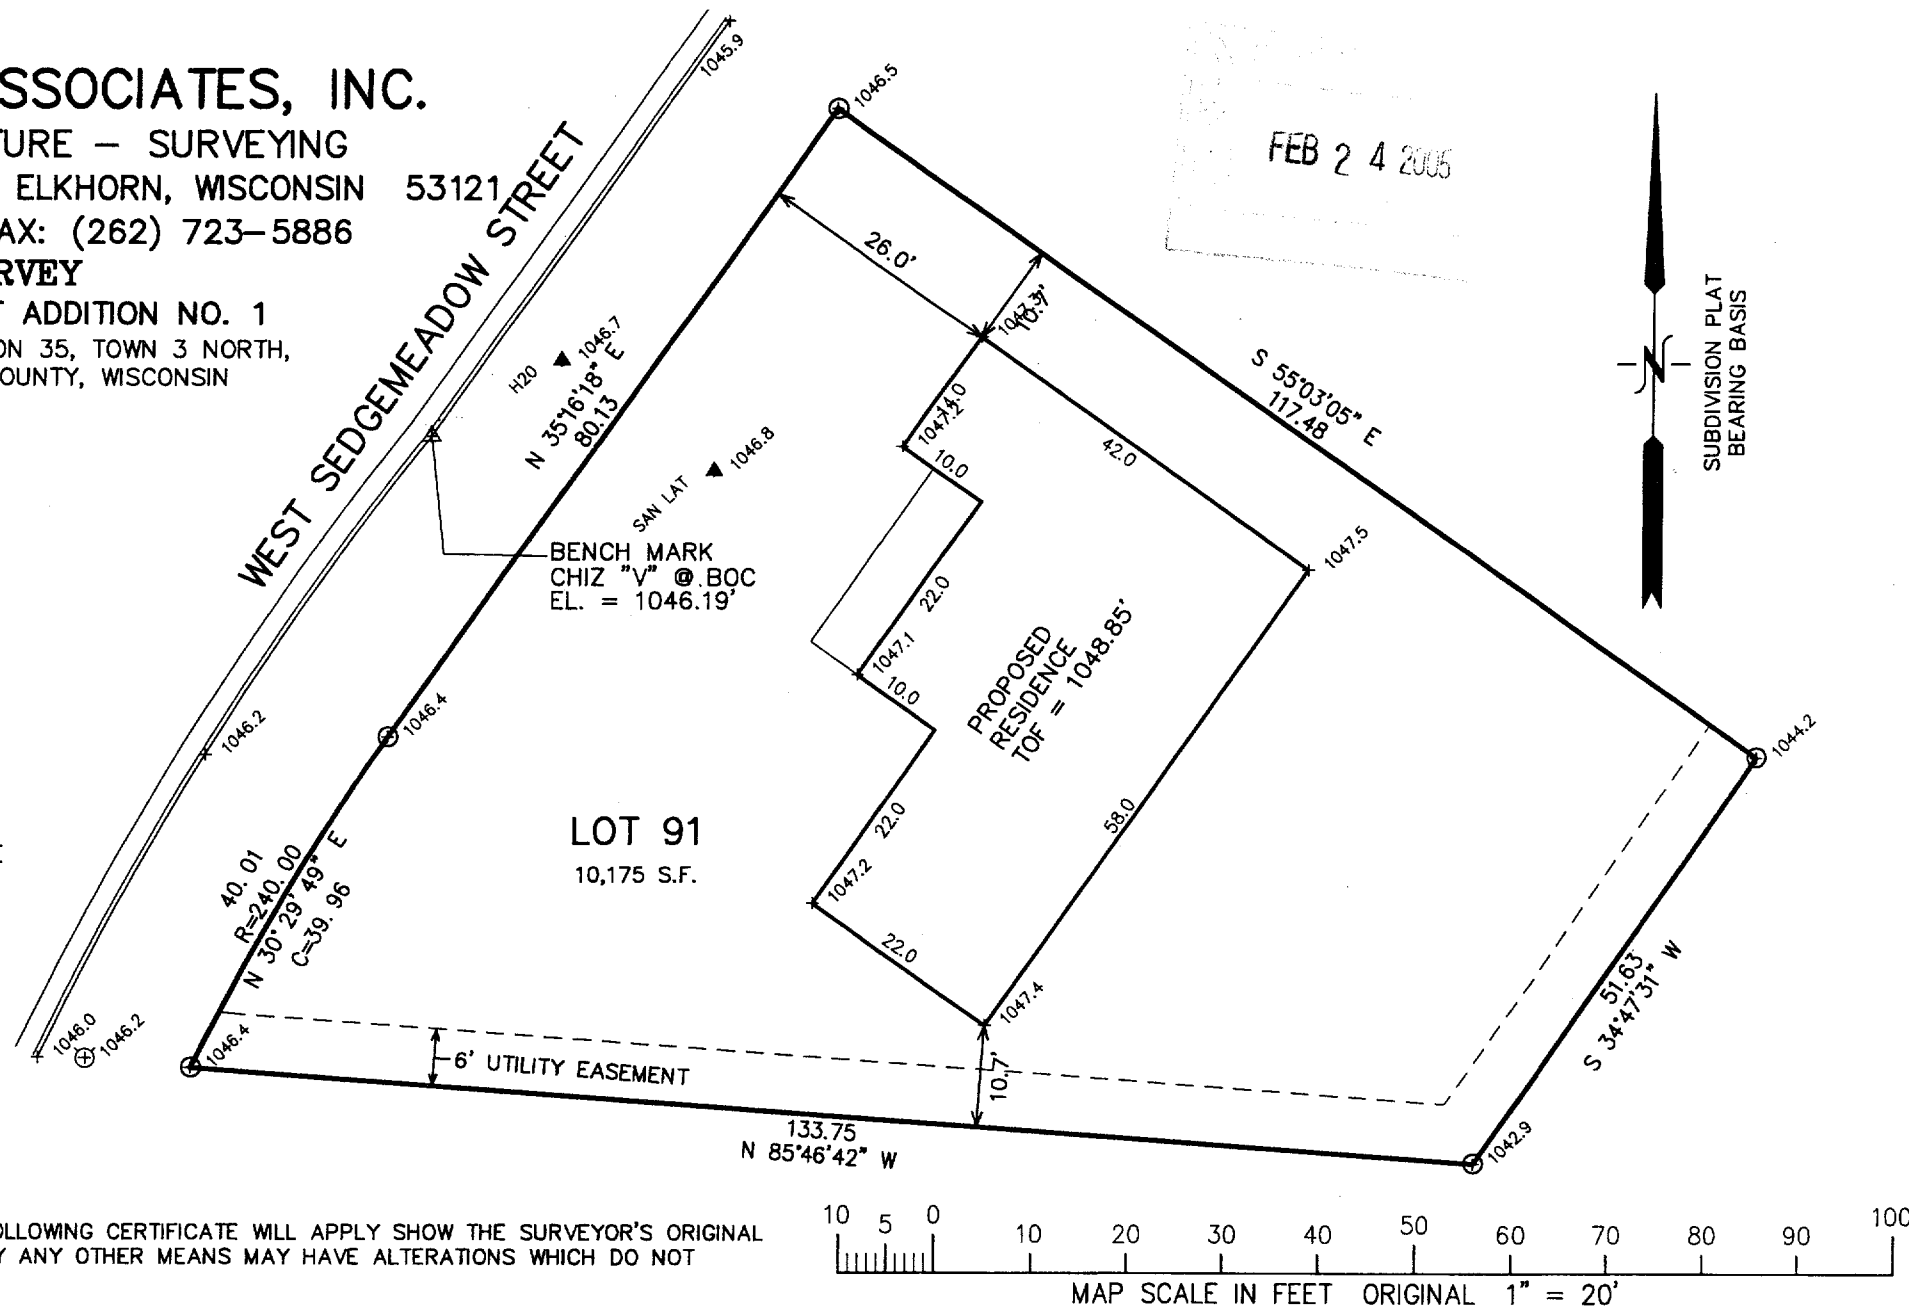 SSOCIATES, INC.
TURE – SURVEYING
ELKHORN, WISCONSIN 53121
AX: (262) 723–5886
RVEY
T ADDITION NO. 1
ON 35, TOWN 3 NORTH,
OUNTY, WISCONSIN
WEST SEDGEMEADOW STREET
1045.9
1046.5
FEB 24 2005
SUBDIVISION PLAT
BEARING BASIS
N
26.0'
10.7'
1047.3
H20
1046.7
N 35°16'18" E
80.13
S 55°03'05" E
117.48
14.0
1047.2
10.0
42.0
SAN LAT
1046.8
BENCH MARK
CHIZ "V" @ BOC
EL. = 1046.19'
1047.5
22.0
1047.1
10.0
PROPOSED
RESIDENCE
TOF = 1048.85'
1046.2
1046.4
1044.2
58.0
22.0
LOT 91
10,175 S.F.
40.01
R=240.00
N 30°29'49" E
C=39.96
1047.2
22.0
51.63
S 34°47'31" W
1047.4
1046.0
1046.2
1046.4
6' UTILITY EASEMENT
10.7'
133.75
N 85°46'42" W
1042.9
OLLOWING CERTIFICATE WILL APPLY SHOW THE SURVEYOR'S ORIGINAL
Y ANY OTHER MEANS MAY HAVE ALTERATIONS WHICH DO NOT
10 5 0 10 20 30 40 50 60 70 80 90 100
MAP SCALE IN FEET ORIGINAL 1" = 20'